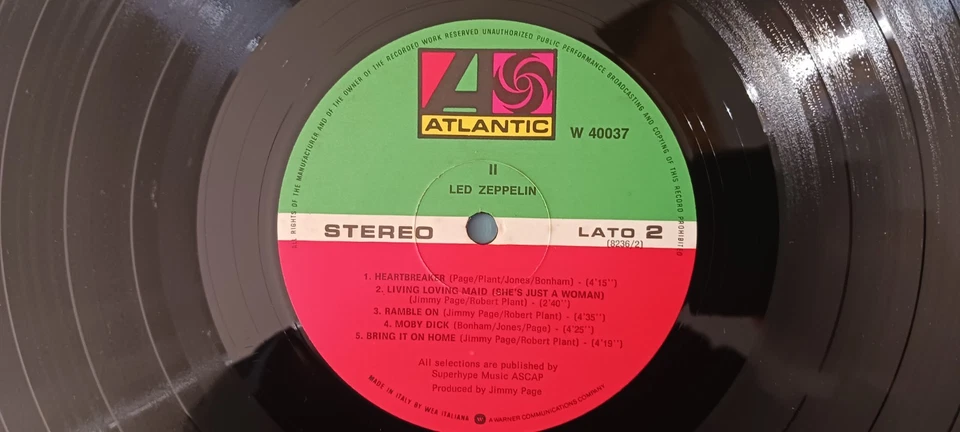 ALL RIGHTS OF THE MANUFACTURER AND OF THE OWNER OF THE RECORDED WORK RESERVED UNAUTHORIZED PUBLIC PERFORMANCE BROADCASTING AND COPYING OF THIS RECORD PROHIBITED
A
ATLANTIC
W 40037
II
LED ZEPPELIN
STEREO
LATO 2
(8236/2)
1. HEARTBREAKER (Page/Plant/Jones/Bonham) - (4'15")
2. LIVING LOVING MAID (SHE'S JUST A WOMAN)
(Jimmy Page/Robert Plant) - (2'40")
3. RAMBLE ON (Jimmy Page/Robert Plant) - (4'35")
4. MOBY DICK (Bonham/Jones/Page) - (4'25")
5. BRING IT ON HOME (Jimmy Page/Robert Plant) - (4'19")
All selections are published by
Superhype Music ASCAP
Produced by Jimmy Page
MADE IN ITALY BY WEA ITALIANA W A WARNER COMMUNICATIONS COMPANY